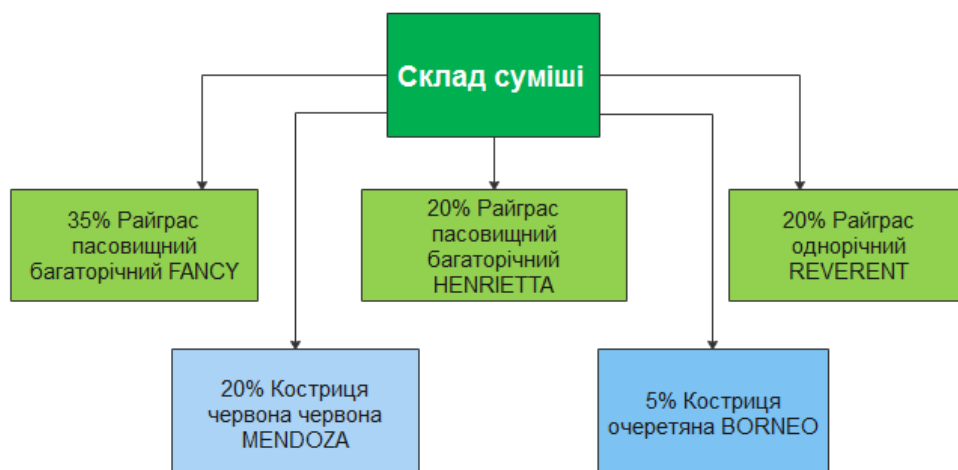 Склад суміші
35% Райграс
пасовищний
багаторічний FANCY
20% Райграс
пасовищний
багаторічний
HENRIETTA
20% Райграс
однорічний
REVERENT
20% Костриця
червона червона
MENDOZA
5% Костриця
очеретяна BORNEO